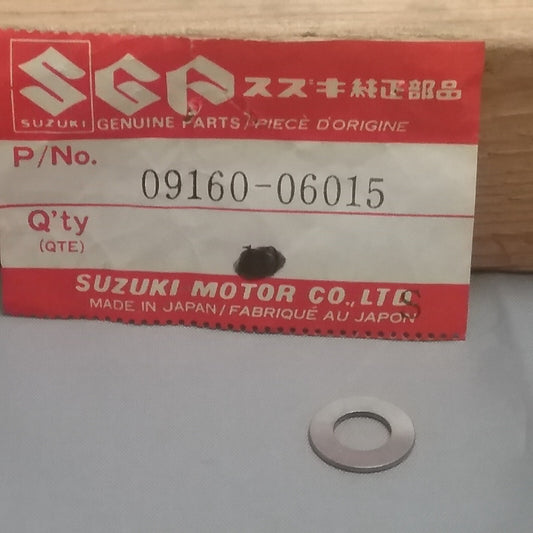 SGP スズキ純正部品
SUZUKI GENUINE PARTS/PIECE D'ORIGINE
P/No. 09160-06015
Q'ty
(QTE)
SUZUKI MOTOR CO., LTD.
MADE IN JAPAN/FABRIQUÉ AU JAPON
S